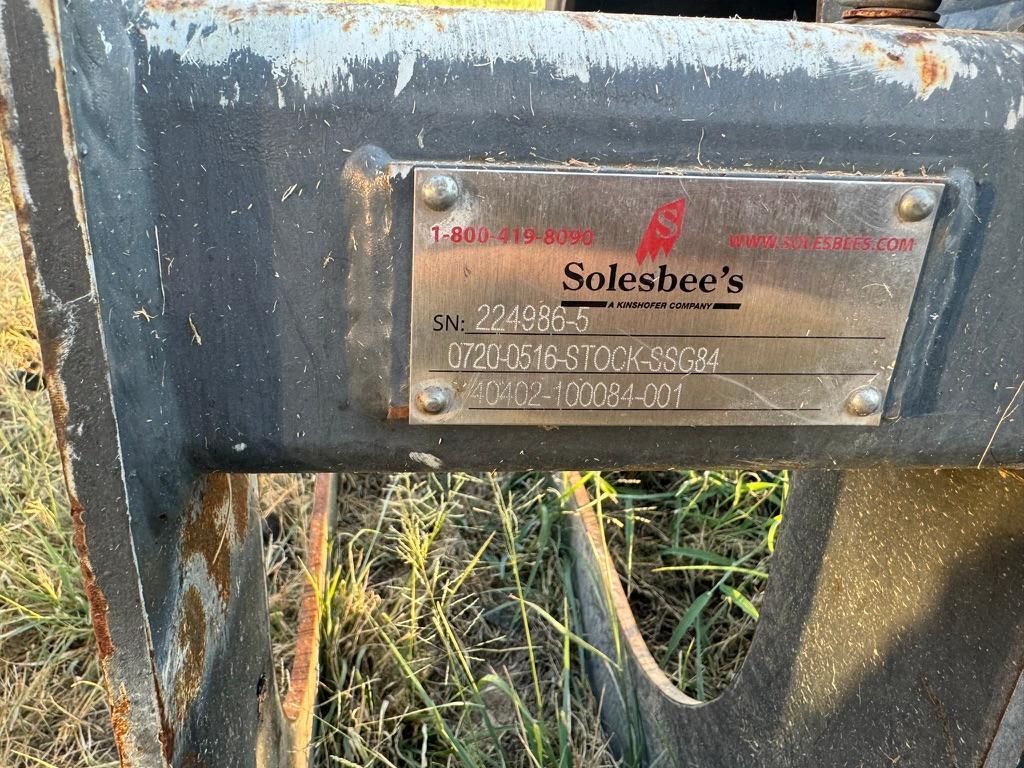 S
1-800-419-8090 WWW.SOLESBEES.COM
Solesbee's
A KINSHOFER COMPANY
SN: 224986-5
0720-0516-STOCK-SSG84
40402-100084-001